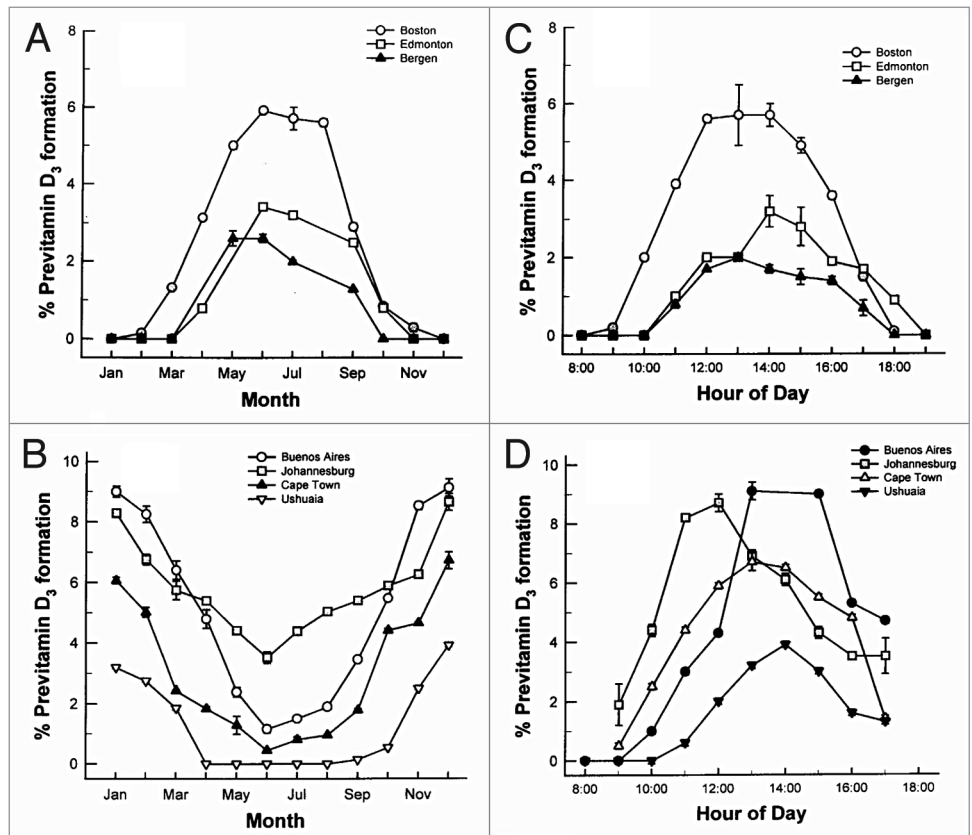 A
8
6
4
2
0
% Previtamin D3 formation
Boston
Edmonton
Bergen
Jan Mar May Jul Sep Nov
Month
C
8
6
4
2
0
% Previtamin D3 formation
Boston
Edmonton
Bergen
8:00 10:00 12:00 14:00 16:00 18:00
Hour of Day
B
10
8
6
4
2
0
% Previtamin D3 formation
Buenos Aires
Johannesburg
Cape Town
Ushuaia
Jan Mar May Jul Sep Nov
Month
D
10
8
6
4
2
0
% Previtamin D3 formation
Buenos Aires
Johannesburg
Cape Town
Ushuaia
8:00 10:00 12:00 14:00 16:00 18:00
Hour of Day